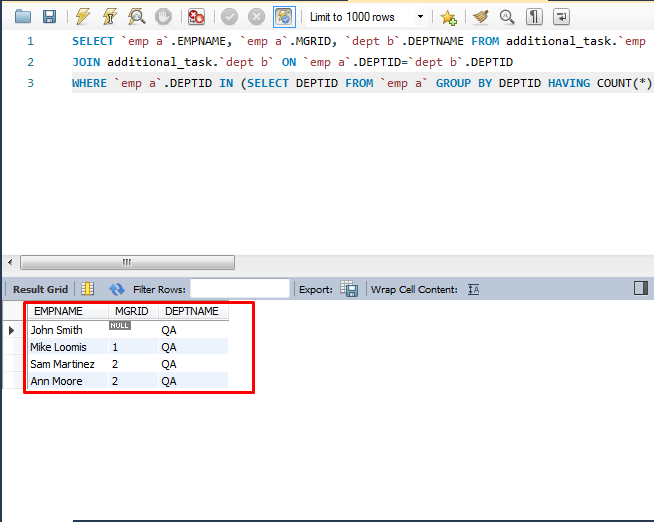 Limit to 1000 rows
1 SELECT `emp a`.EMPNAME, `emp a`.MGRID, `dept b`.DEPTNAME FROM additional_task.`emp
2 JOIN additional_task.`dept b` ON `emp a`.DEPTID=`dept b`.DEPTID
3 WHERE `emp a`.DEPTID IN (SELECT DEPTID FROM `emp a` GROUP BY DEPTID HAVING COUNT(*)
Result Grid Filter Rows: Export: Wrap Cell Content: IA
EMPNAME MGRID DEPTNAME
John Smith NULL QA
Mike Loomis 1 QA
Sam Martinez 2 QA
Ann Moore 2 QA